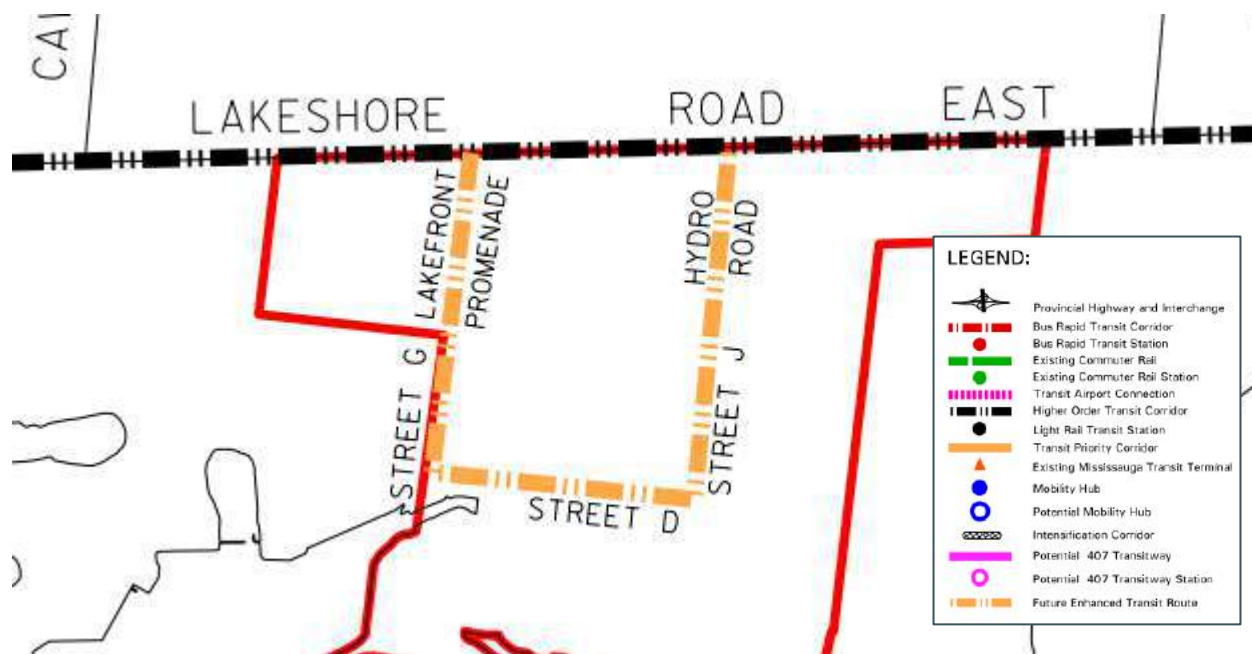 CA
LAKESHORE ROAD EAST
LAKEFRONT
PROMENADE
HYDRO
ROAD
STREET G
STREET J
STREET D
LEGEND:
Provincial Highway and Interchange
Bus Rapid Transit Corridor
Bus Rapid Transit Station
Existing Commuter Rail
Existing Commuter Rail Station
Transit Airport Connection
Higher Order Transit Corridor
Light Rail Transit Station
Transit Priority Corridor
Existing Mississauga Transit Terminal
Mobility Hub
Potential Mobility Hub
Intensification Corridor
Potential 407 Transitway
Potential 407 Transitway Station
Future Enhanced Transit Route